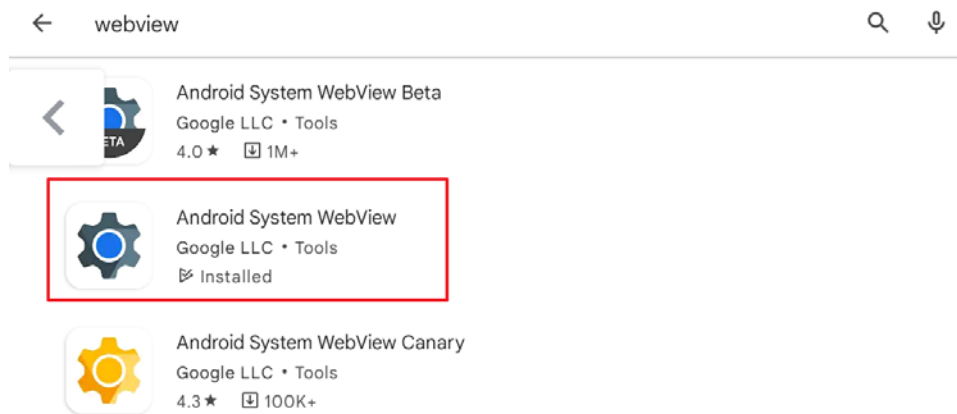 webview
Android System WebView Beta
Google LLC • Tools
4.0★ 1M+
Android System WebView
Google LLC • Tools
Installed
Android System WebView Canary
Google LLC • Tools
4.3★ 100K+